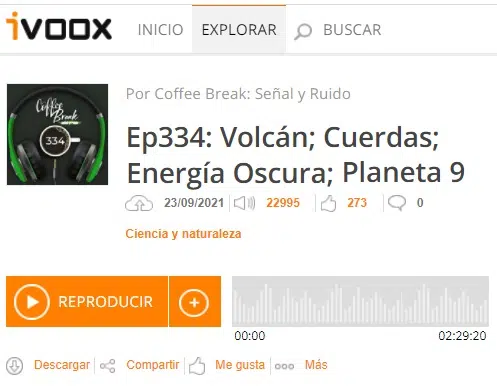 iVOOX INICIO EXPLORAR BUSCAR
Por Coffee Break: Señal y Ruido
Coffee
Break
334
Ep334: Volcán; Cuerdas;
Energía Oscura; Planeta 9
23/09/2021 22995 273 0
Ciencia y naturaleza
REPRODUCIR
00:00 02:29:20
Descargar Compartir Me gusta Más